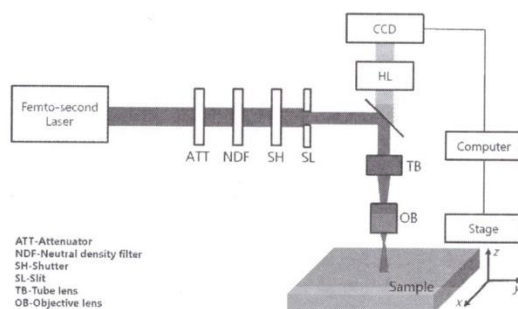 CCD
HL
Femto-second
Laser
ATT
NDF
SH
SL
TB
Computer
OB
Stage
ATT-Attenuator
NDF-Neutral density filter
SH-Shutter
SL-Slit
TB-Tube lens
OB-Objective lens
Sample
z
y
x